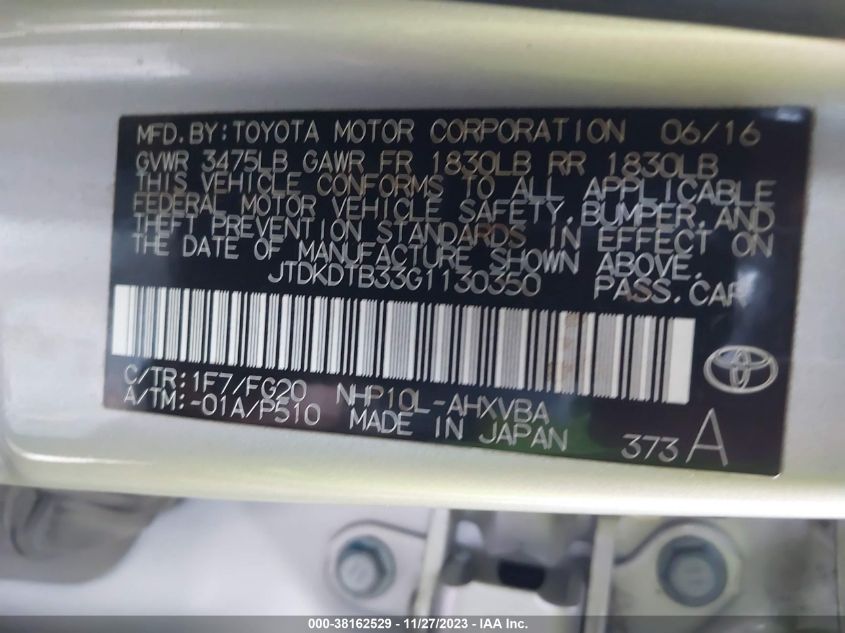 MFD.BY:TOYOTA MOTOR CORPORATION 06/16
GVWR 3475LB GAWR FR 1830LB RR 1830LB
THIS VEHICLE CONFORMS TO ALL APPLICABLE
FEDERAL MOTOR VEHICLE SAFETY,BUMPER,AND
THEFT PREVENTION STANDARDS IN EFFECT ON
THE DATE OF MANUFACTURE SHOWN ABOVE.
JTDKDTB33G1130350 PASS.CAR
C/TR:1F7/FG20 NHP10L-AHXVBA
A/TM:-01A/P510 MADE IN JAPAN
373 A
000-38162529 - 11/27/2023 - © IAA Inc.